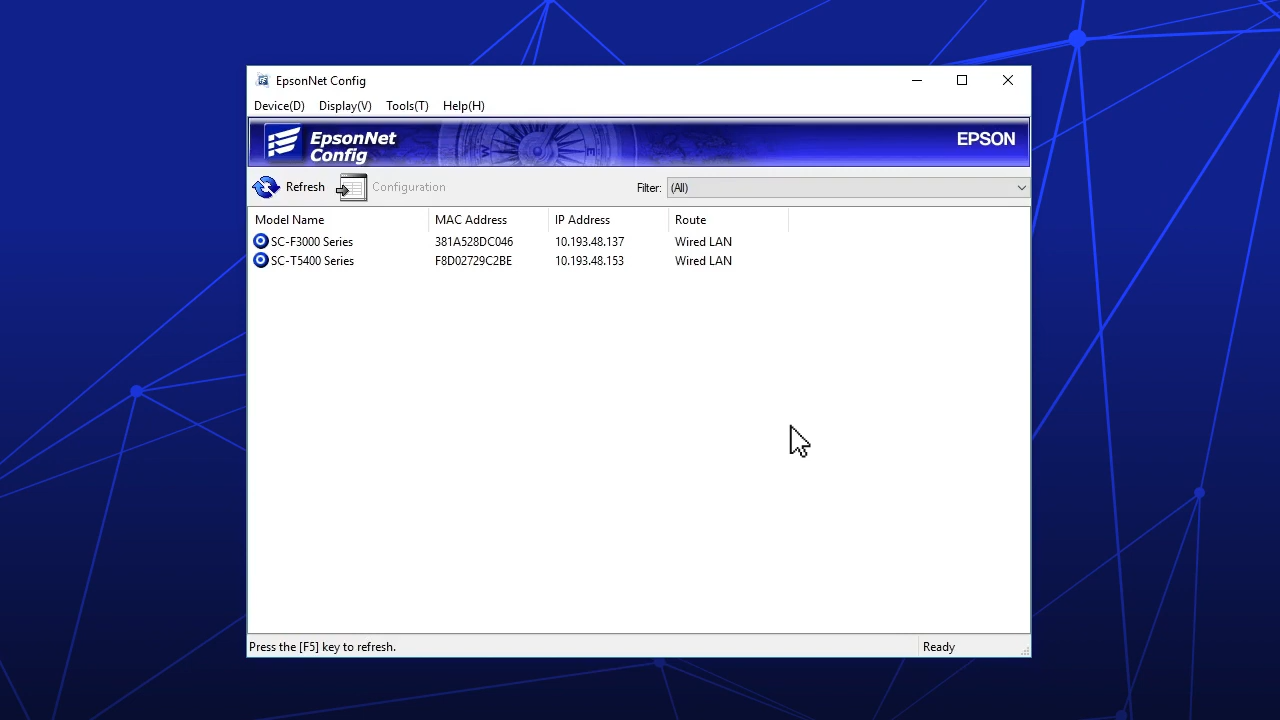 EpsonNet Config
Device(D) Display(V) Tools(T) Help(H)
EpsonNet
Config
W E
EPSON
Refresh Configuration Filter: (All)
Model Name MAC Address IP Address Route
SC-F3000 Series 381A528DC046 10.193.48.137 Wired LAN
SC-T5400 Series F8D02729C2BE 10.193.48.153 Wired LAN
Press the [F5] key to refresh. Ready